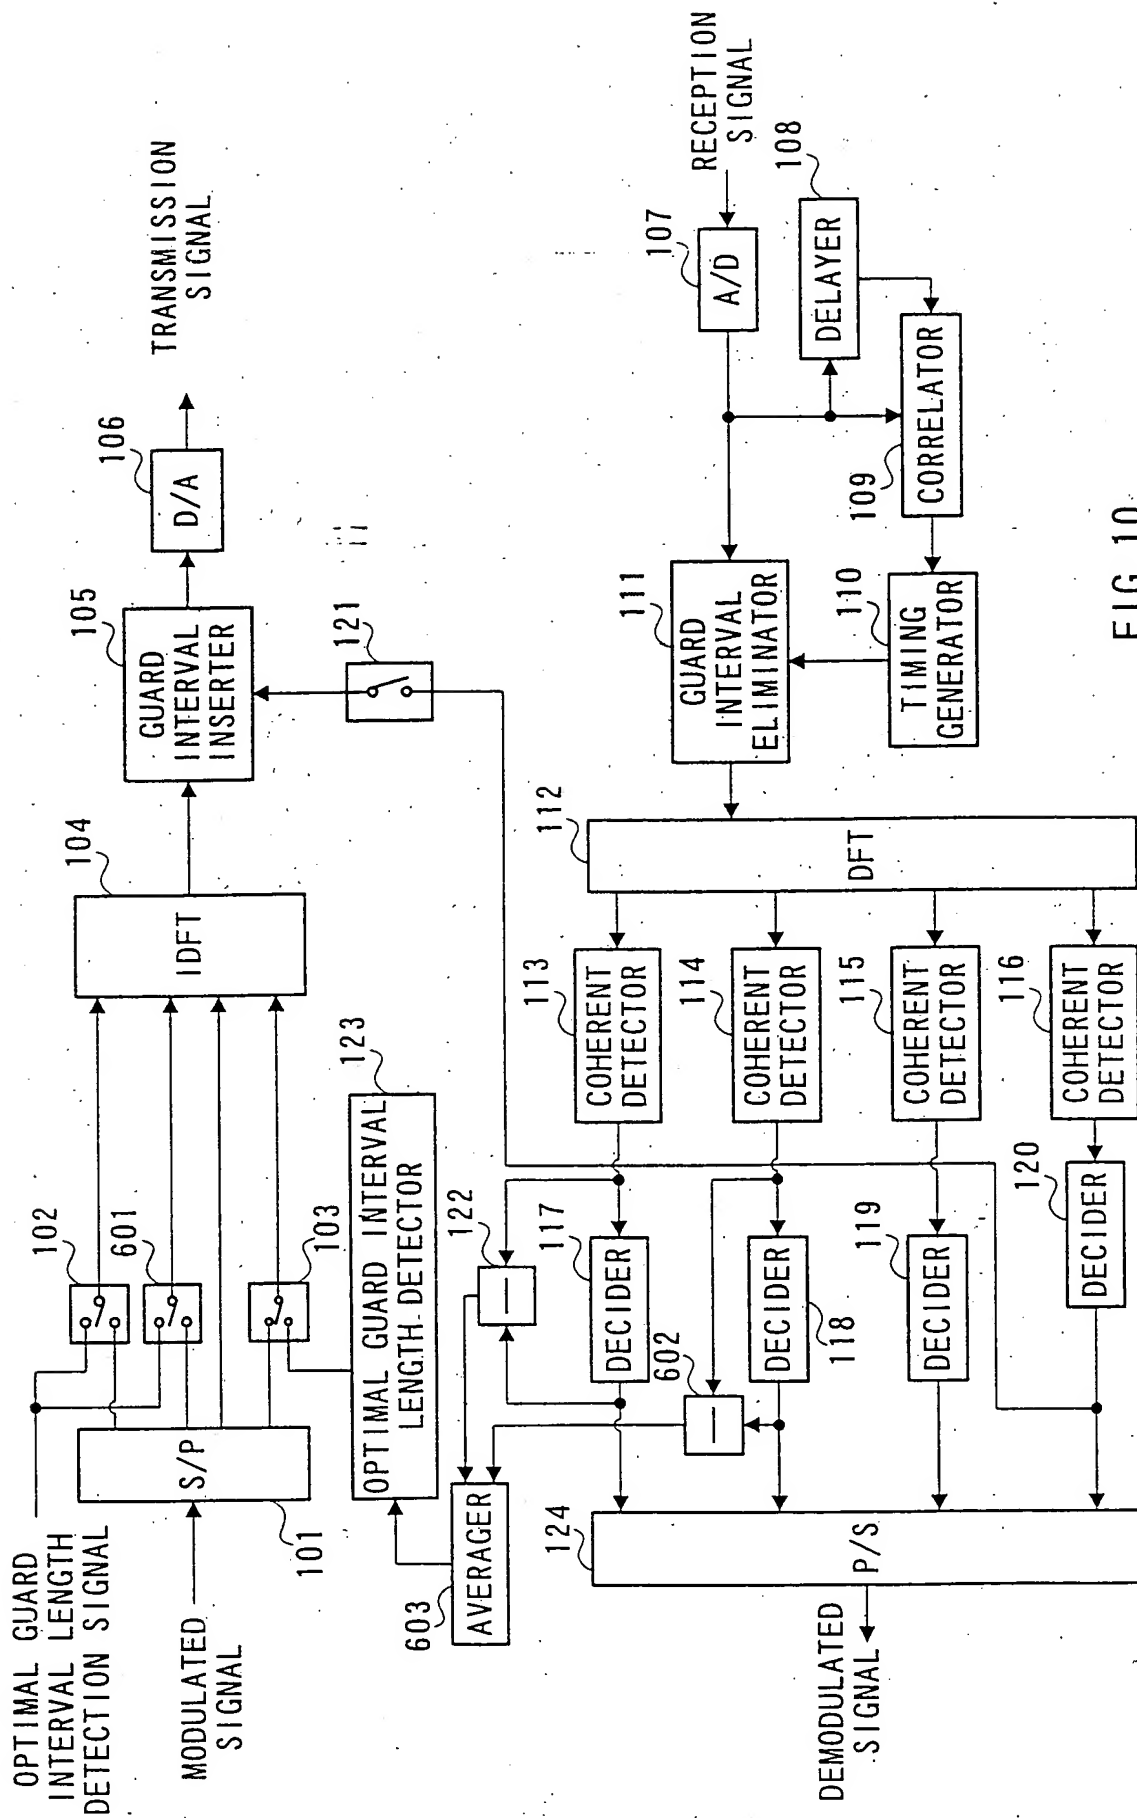 OPTIMAL GUARD
INTERVAL LENGTH
DETECTION SIGNAL
MODULATED
SIGNAL
101
S/P
102
601
103
104
IDFT
105
GUARD
INTERVAL
INSERTER
106
D/A
TRANSMISSION
SIGNAL
121
123
OPTIMAL GUARD INTERVAL
LENGTH DETECTOR
603
AVERAGER
122
602
RECEPTION
SIGNAL
107
A/D
108
DELAYER
109
CORRELATOR
110
TIMING
GENERATOR
111
GUARD
INTERVAL
ELIMINATOR
112
DFT
113
COHERENT
DETECTOR
114
COHERENT
DETECTOR
115
COHERENT
DETECTOR
116
COHERENT
DETECTOR
117
DECIDER
118
DECIDER
119
DECIDER
120
DECIDER
124
P/S
DEMODULATED
SIGNAL
FIG. 10